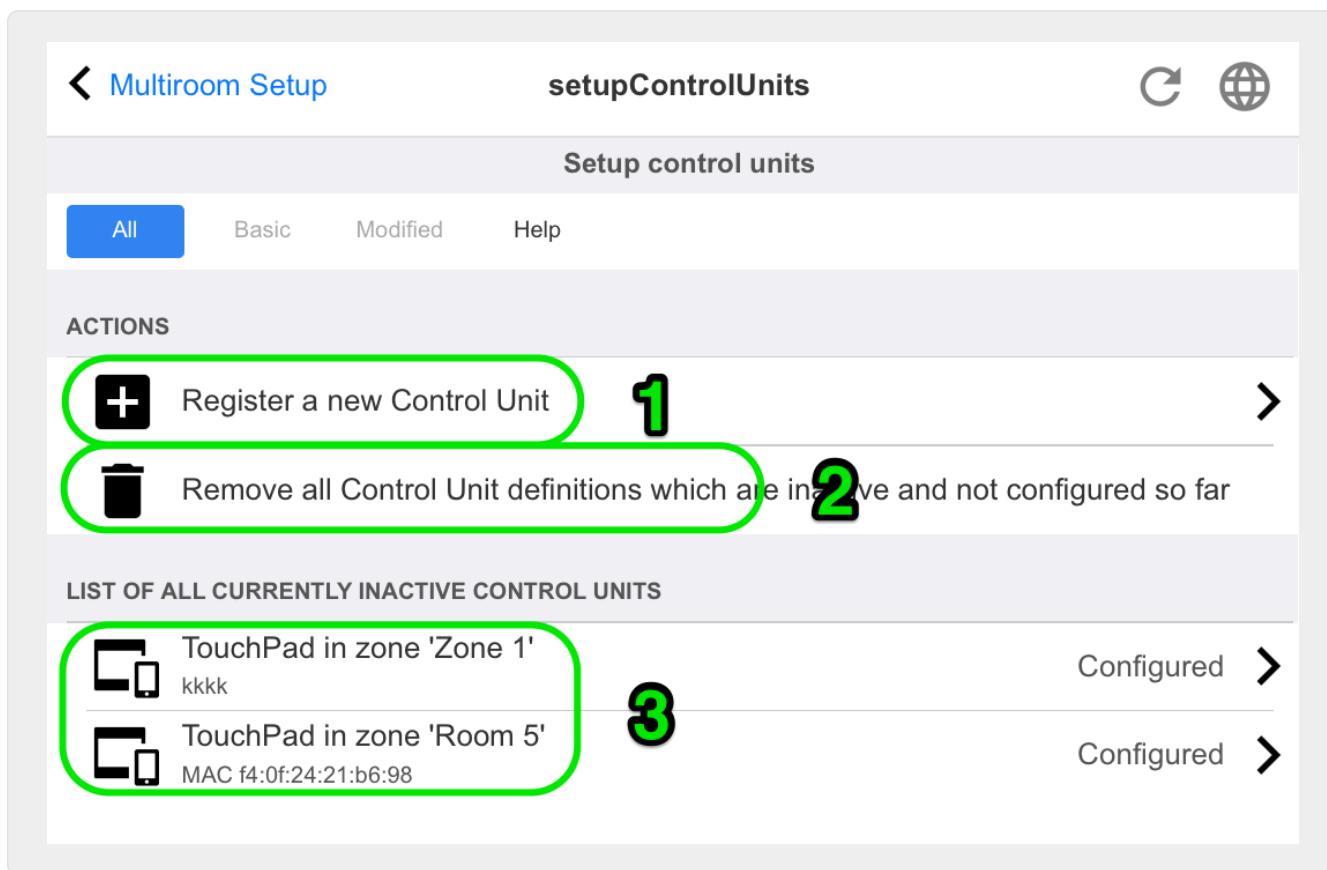 Multiroom Setup
setupControlUnits
Setup control units
All
Basic
Modified
Help
ACTIONS
Register a new Control Unit
1
Remove all Control Unit definitions which are inactive and not configured so far
2
LIST OF ALL CURRENTLY INACTIVE CONTROL UNITS
TouchPad in zone 'Zone 1'
kkkk
Configured
3
TouchPad in zone 'Room 5'
MAC f4:0f:24:21:b6:98
Configured